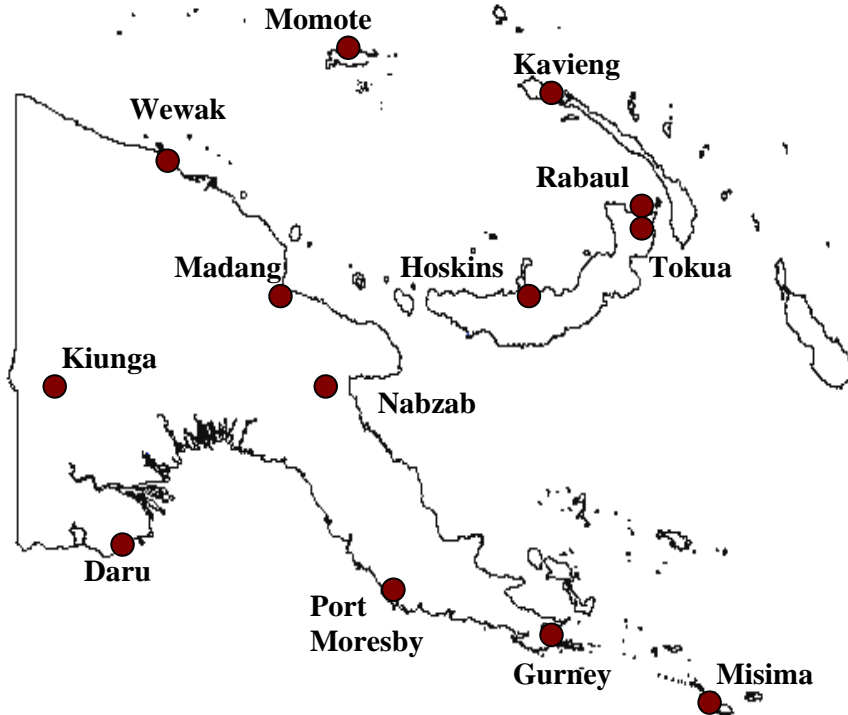 Momote
Kavieng
Wewak
Rabaul
Madang
Hoskins
Tokua
Kiunga
Nabzab
Daru
Port
Moresby
Gurney
Misima